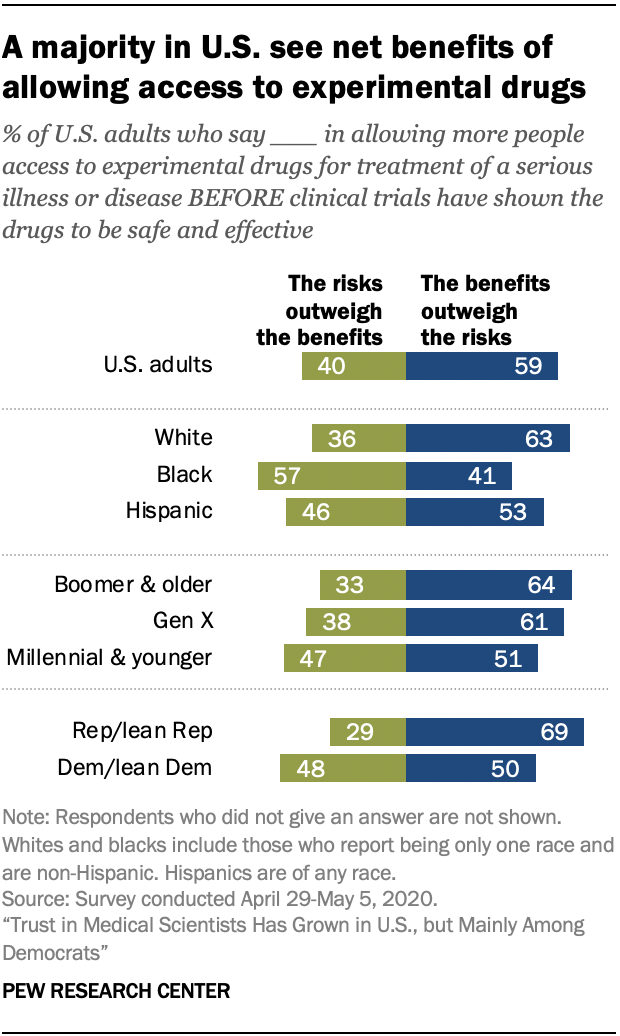 A majority in U.S. see net benefits of
allowing access to experimental drugs
% of U.S. adults who say ____ in allowing more people
access to experimental drugs for treatment of a serious
illness or disease BEFORE clinical trials have shown the
drugs to be safe and effective
The risks outweigh the benefits
The benefits outweigh the risks
U.S. adults 40 59
White 36 63
Black 57 41
Hispanic 46 53
Boomer & older 33 64
Gen X 38 61
Millennial & younger 47 51
Rep/lean Rep 29 69
Dem/lean Dem 48 50
Note: Respondents who did not give an answer are not shown.
Whites and blacks include those who report being only one race and
are non-Hispanic. Hispanics are of any race.
Source: Survey conducted April 29-May 5, 2020.
“Trust in Medical Scientists Has Grown in U.S., but Mainly Among
Democrats”
PEW RESEARCH CENTER